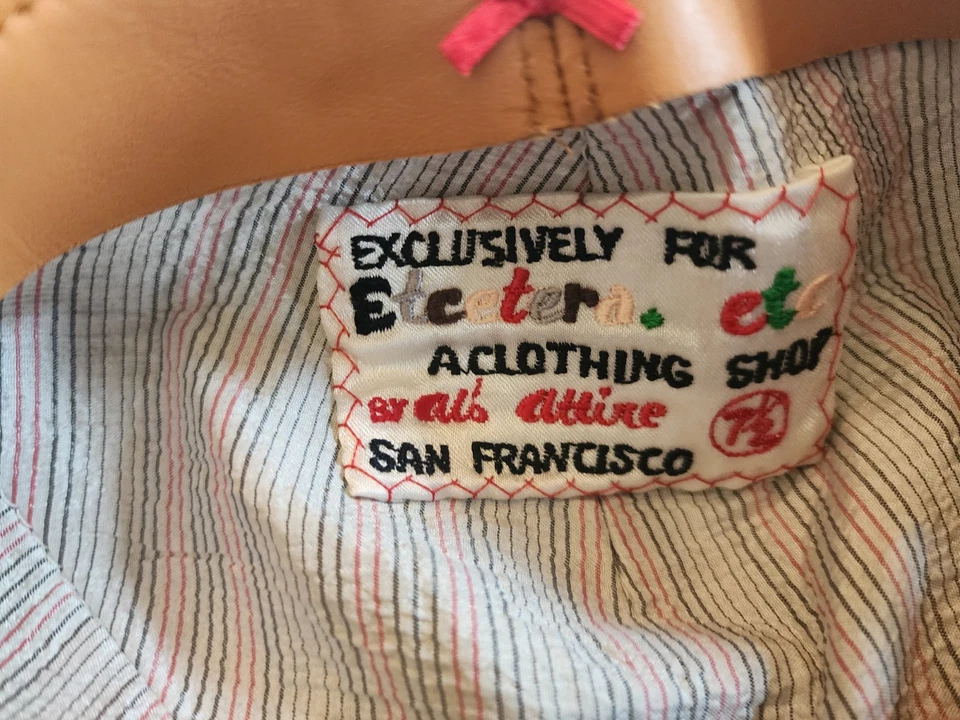 EXCLUSIVELY FOR
Etcetera. etc
A CLOTHING SHOP
BY al's attire 7½
SAN FRANCISCO